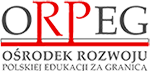 ORPEG
OŚRODEK ROZWOJU
POLSKIEJ EDUKACJI ZA GRANICĄ